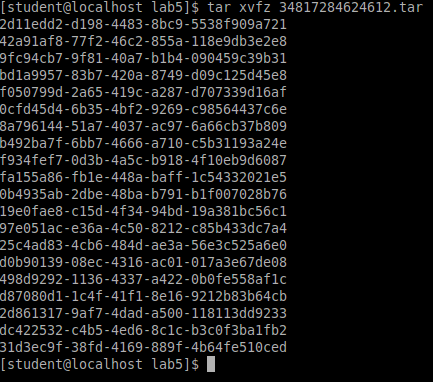 [student@localhost lab5]$ tar xvfz 34817284624612.tar
2d11edd2-d198-4483-8bc9-5538f909a721
42a91af8-77f2-46c2-855a-118e9db3e2e8
9fc94cb7-9f81-40a7-b1b4-090459c39b31
bd1a9957-83b7-420a-8749-d09c125d45e8
f050799d-2a65-419c-a287-d707339d16af
0cfd45d4-6b35-4bf2-9269-c98564437c6e
8a796144-51a7-4037-ac97-6a66cb37b809
b492ba7f-6bb7-4666-a710-c5b31193a24e
f934fef7-0d3b-4a5c-b918-4f10eb9d6087
fa155a86-fb1e-448a-baff-1c54332021e5
0b4935ab-2dbe-48ba-b791-b1f007028b76
19e0fae8-c15d-4f34-94bd-19a381bc56c1
97e051ac-e36a-4c50-8212-c85b433dc7a4
25c4ad83-4cb6-484d-ae3a-56e3c525a6e0
d0b90139-08ec-4316-ac01-017a3e67de08
498d9292-1136-4337-a422-0b0fe558af1c
d87080d1-1c4f-41f1-8e16-9212b83b64cb
2d861317-9af7-4dad-a500-118113dd9233
dc422532-c4b5-4ed6-8c1c-b3c0f3ba1fb2
31d3ec9f-38fd-4169-889f-4b64fe510ced
[student@localhost lab5]$